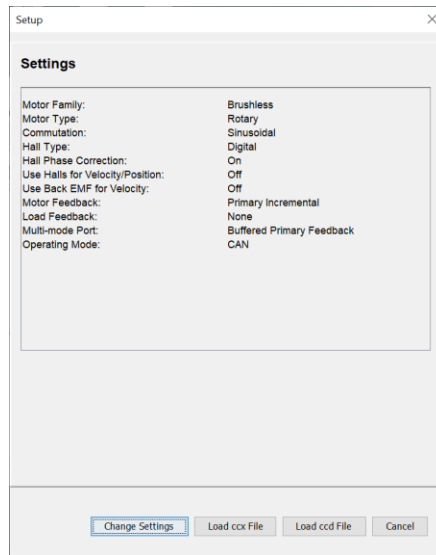 Setup
Settings
Motor Family: Brushless
Motor Type: Rotary
Commutation: Sinusoidal
Hall Type: Digital
Hall Phase Correction: On
Use Halls for Velocity/Position: Off
Use Back EMF for Velocity: Off
Motor Feedback: Primary Incremental
Load Feedback: None
Multi-mode Port: Buffered Primary Feedback
Operating Mode: CAN
Change Settings Load ccx File Load ccd File Cancel